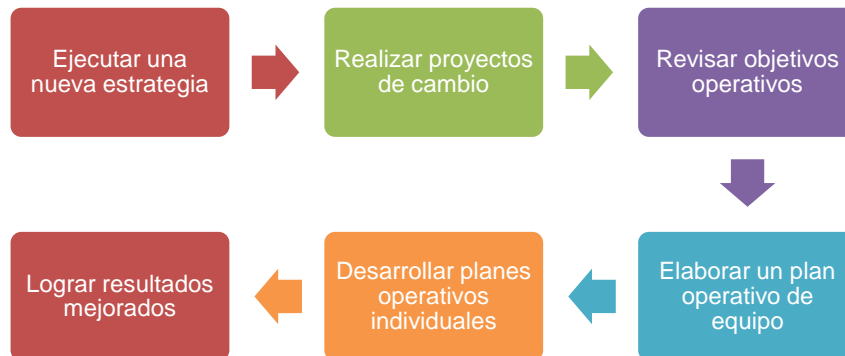 Ejecutar una
nueva estrategia
Realizar proyectos
de cambio
Revisar objetivos
operativos
Elaborar un plan
operativo de
equipo
Desarrollar planes
operativos
individuales
Lograr resultados
mejorados